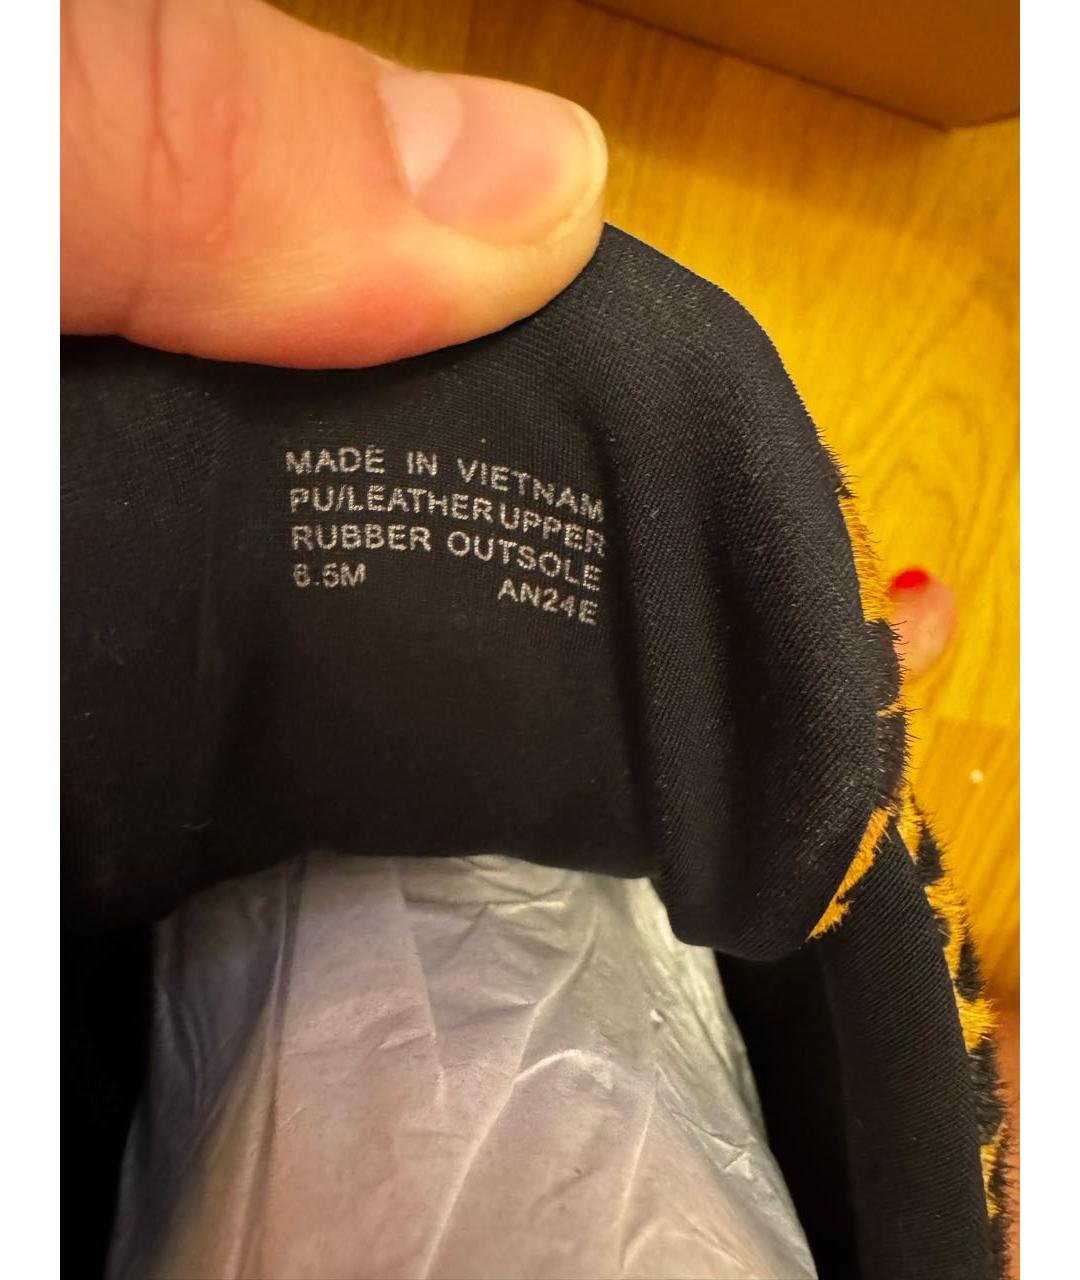 MADE IN VIETNAM
PU/LEATHER UPPER
RUBBER OUTSOLE
6.5M AN24E